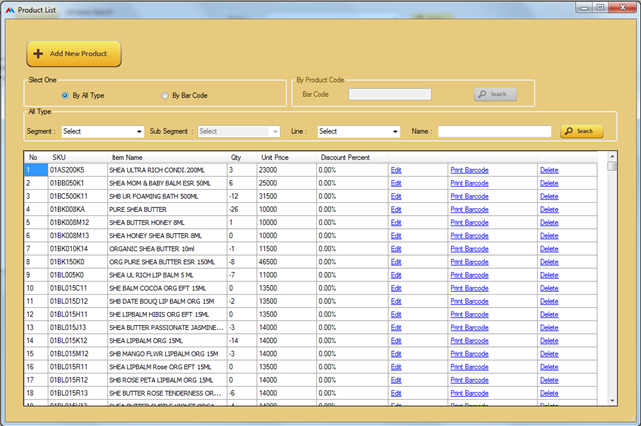 Product List
Add New Product
Slect One
By All Type
By Bar Code
By Product Code
Bar Code
Search
All Type
Segment :
Select
Sub Segment :
Select
Line :
Select
Name :
Search
No SKU Item Name Qty Unit Price Discount Percent
1 01AS200K5 SHEA ULTRA RICH CONDI.200ML 3 23000 0.00% Edit Print Barcode Delete
2 01BB050K1 SHEA MOM & BABY BALM ESR 50ML 6 25000 0.00% Edit Print Barcode Delete
3 01BC500K11 SHB UR FOAMING BATH 500ML -12 31500 0.00% Edit Print Barcode Delete
4 01BK008KA PURE SHEA BUTTER -26 10000 0.00% Edit Print Barcode Delete
5 01BK008M12 SHEA BUTTER HONEY 8ML 1 10000 0.00% Edit Print Barcode Delete
6 01BK008M13 SHEA HONEY SHEA BUTTER 8ML 0 10000 0.00% Edit Print Barcode Delete
7 01BK010K14 ORGANIC SHEA BUTTER 10ml -1 11500 0.00% Edit Print Barcode Delete
8 01BK150K0 ORG PURE SHEA BUTTER ESR 150ML -8 46500 0.00% Edit Print Barcode Delete
9 01BL005K0 SHEA UL RICH LIP BALM 5 ML -7 11000 0.00% Edit Print Barcode Delete
10 01BL015C11 SHE BALM COCOA ORG EFT 15ML 0 13500 0.00% Edit Print Barcode Delete
11 01BL015D12 SHB DATE BOUQ LIP BALM ORG 15M -2 13500 0.00% Edit Print Barcode Delete
12 01BL015H11 SHE LIPBALM HIBIS ORG EFT 15ML 0 13500 0.00% Edit Print Barcode Delete
13 01BL015J13 SHEA BUTTER PASSIONATE JASMINE... -3 14000 0.00% Edit Print Barcode Delete
14 01BL015K12 SHEA LIPBALM ORG 15ML -14 14000 0.00% Edit Print Barcode Delete
15 01BL015M12 SHB MANGO FLWR LIPBALM ORG 15M -3 14000 0.00% Edit Print Barcode Delete
16 01BL015R11 SHEA LIPBALM Rose ORG EFT 15ML 0 13500 0.00% Edit Print Barcode Delete
17 01BL015R12 SHB ROSE PETA LIPBALM ORG 15ML 0 14000 0.00% Edit Print Barcode Delete
18 01BL015R13 SHE BUTTER ROSE TENDERNESS OR... -6 14000 0.00% Edit Print Barcode Delete